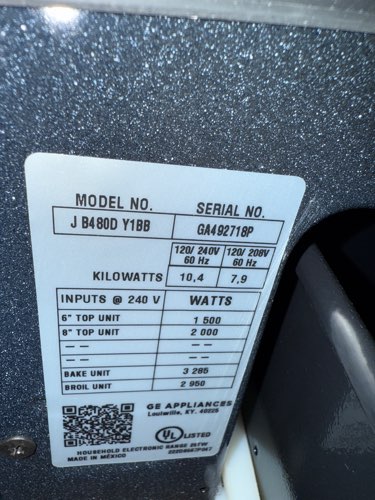 MODEL NO. SERIAL NO.
J B480D Y1BB GA492718P
120/ 240V 120/ 208V
60 Hz 60 Hz
KILOWATTS 10,4 7,9
INPUTS @ 240 V WATTS
6" TOP UNIT 1 500
8" TOP UNIT 2 000
-- --
-- --
BAKE UNIT 3 285
BROIL UNIT 2 950
GE APPLIANCES
Louisville, KY. 40225
UL LISTED
HOUSEHOLD ELECTRONIC RANGE
MADE IN MÉXICO